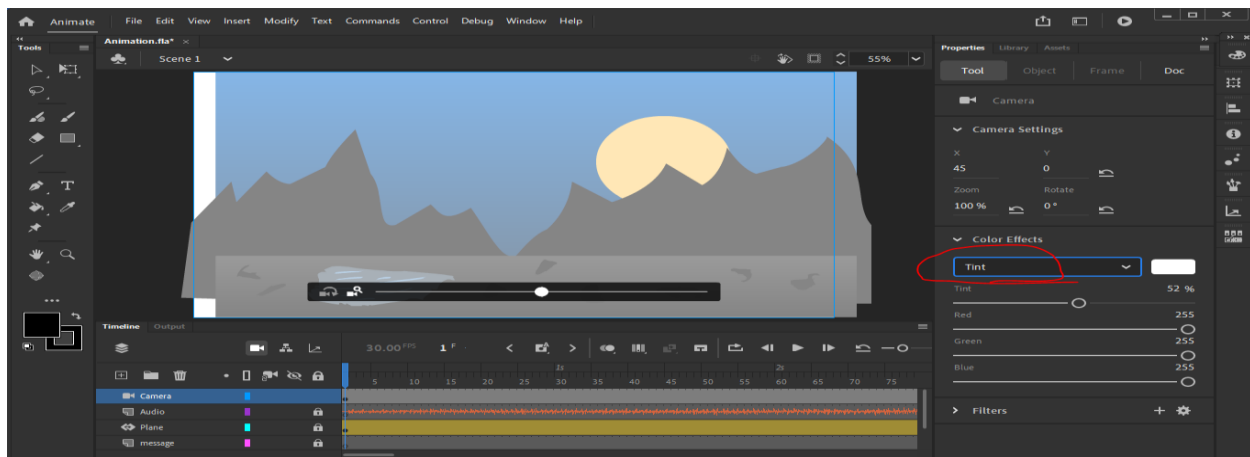 Animate File Edit View Insert Modify Text Commands Control Debug Window Help
Tools
Animation.fla*
Scene 1
55%
Properties Library Assets
Tool Object Frame Doc
Camera
Camera Settings
X Y
45 0
Zoom Rotate
100 % 0°
Color Effects
Tint
Tint 52 %
Red 255
Green 255
Blue 255
Filters
Timeline Output
30.00 FPS 1 F
1s 2s
5 10 15 20 25 30 35 40 45 50 55 60 65 70 75
Camera
Audio
Plane
message